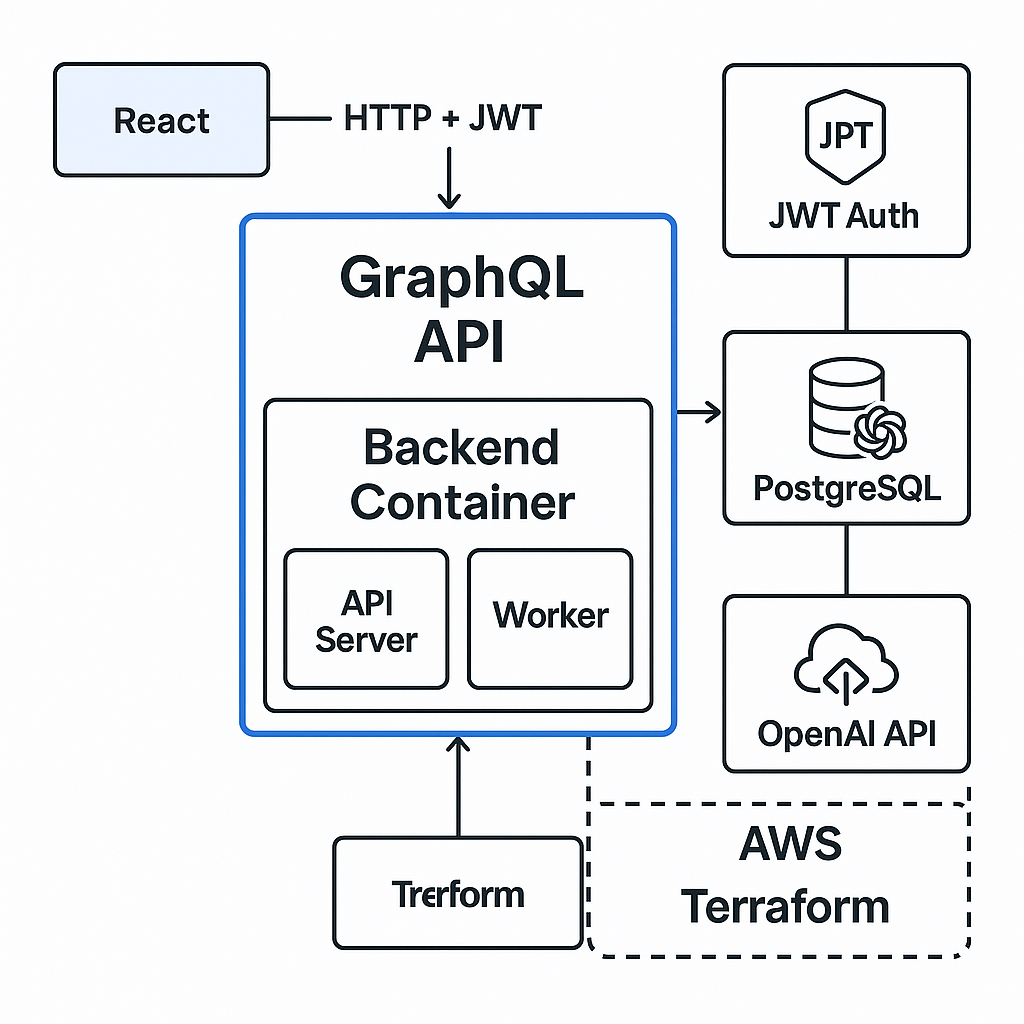 React
HTTP + JWT
JPT
JWT Auth
GraphQL
API
Backend
Container
API
Server
Worker
PostgreSQL
OpenAI API
Trerform
AWS
Terraform